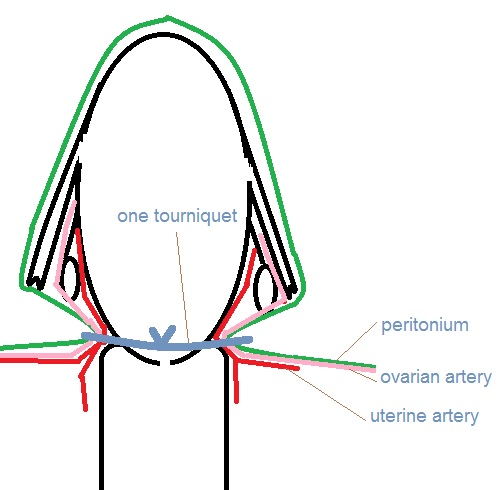 one tourniquet
peritonium
ovarian artery
uterine artery